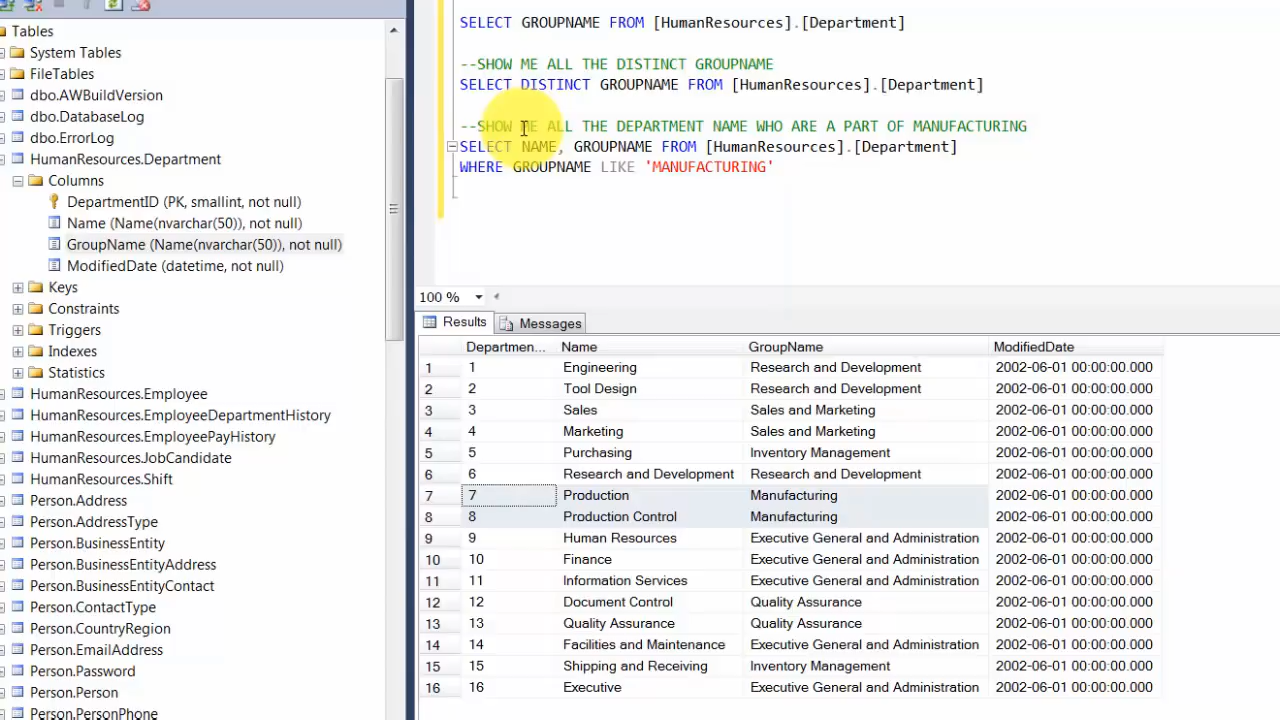 Tables
System Tables
FileTables
dbo.AWBuildVersion
dbo.DatabaseLog
dbo.ErrorLog
HumanResources.Department
Columns
DepartmentID (PK, smallint, not null)
Name (Name(nvarchar(50)), not null)
GroupName (Name(nvarchar(50)), not null)
ModifiedDate (datetime, not null)
Keys
Constraints
Triggers
Indexes
Statistics
HumanResources.Employee
HumanResources.EmployeeDepartmentHistory
HumanResources.EmployeePayHistory
HumanResources.JobCandidate
HumanResources.Shift
Person.Address
Person.AddressType
Person.BusinessEntity
Person.BusinessEntityAddress
Person.BusinessEntityContact
Person.ContactType
Person.CountryRegion
Person.EmailAddress
Person.Password
Person.Person
Person.PersonPhone
SELECT GROUPNAME FROM [HumanResources].[Department]
--SHOW ME ALL THE DISTINCT GROUPNAME
SELECT DISTINCT GROUPNAME FROM [HumanResources].[Department]
--SHOW ME ALL THE DEPARTMENT NAME WHO ARE A PART OF MANUFACTURING
SELECT NAME, GROUPNAME FROM [HumanResources].[Department]
WHERE GROUPNAME LIKE 'MANUFACTURING'
100 %
Results Messages
Departmen... Name GroupName ModifiedDate
1 1 Engineering Research and Development 2002-06-01 00:00:00.000
2 2 Tool Design Research and Development 2002-06-01 00:00:00.000
3 3 Sales Sales and Marketing 2002-06-01 00:00:00.000
4 4 Marketing Sales and Marketing 2002-06-01 00:00:00.000
5 5 Purchasing Inventory Management 2002-06-01 00:00:00.000
6 6 Research and Development Research and Development 2002-06-01 00:00:00.000
7 7 Production Manufacturing 2002-06-01 00:00:00.000
8 8 Production Control Manufacturing 2002-06-01 00:00:00.000
9 9 Human Resources Executive General and Administration 2002-06-01 00:00:00.000
10 10 Finance Executive General and Administration 2002-06-01 00:00:00.000
11 11 Information Services Executive General and Administration 2002-06-01 00:00:00.000
12 12 Document Control Quality Assurance 2002-06-01 00:00:00.000
13 13 Quality Assurance Quality Assurance 2002-06-01 00:00:00.000
14 14 Facilities and Maintenance Executive General and Administration 2002-06-01 00:00:00.000
15 15 Shipping and Receiving Inventory Management 2002-06-01 00:00:00.000
16 16 Executive Executive General and Administration 2002-06-01 00:00:00.000